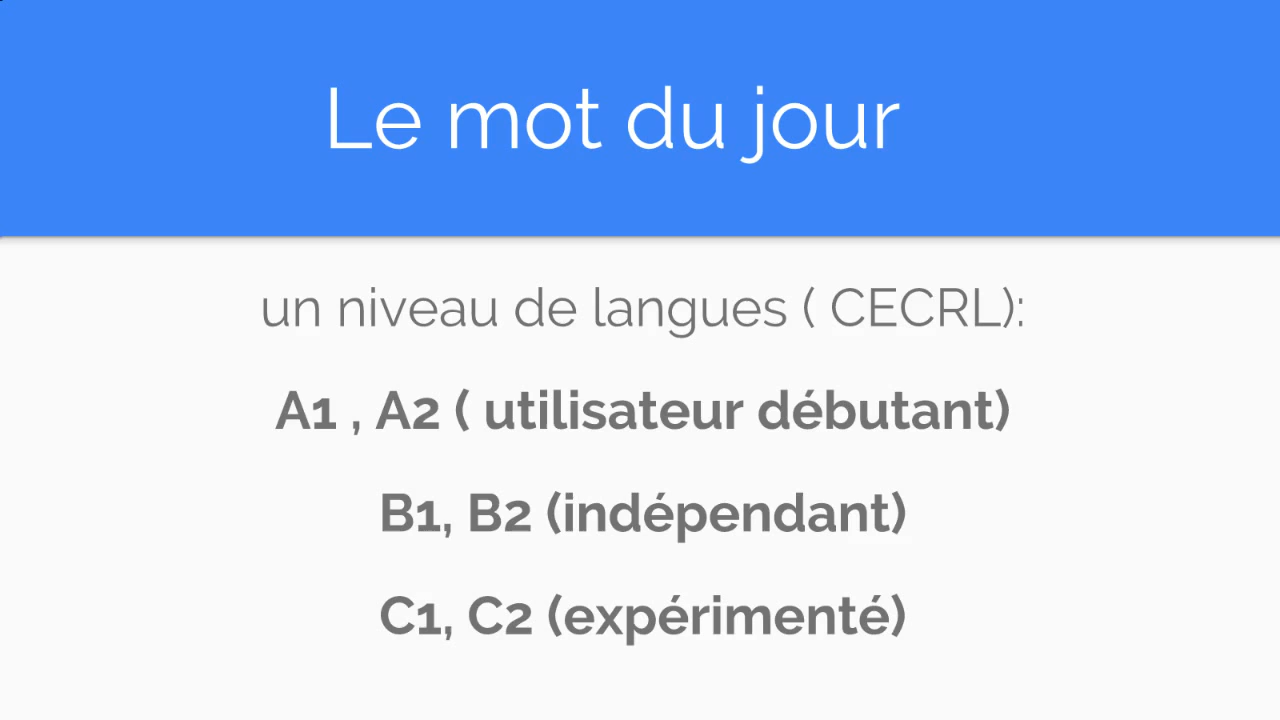 Le mot du jour
un niveau de langues ( CECRL):
A1 , A2 ( utilisateur débutant)
B1, B2 (indépendant)
C1, C2 (expérimenté)